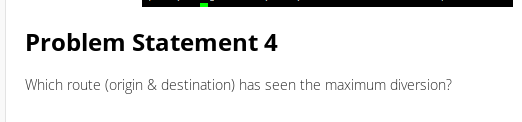 Problem Statement 4
Which route (origin & destination) has seen the maximum diversion?